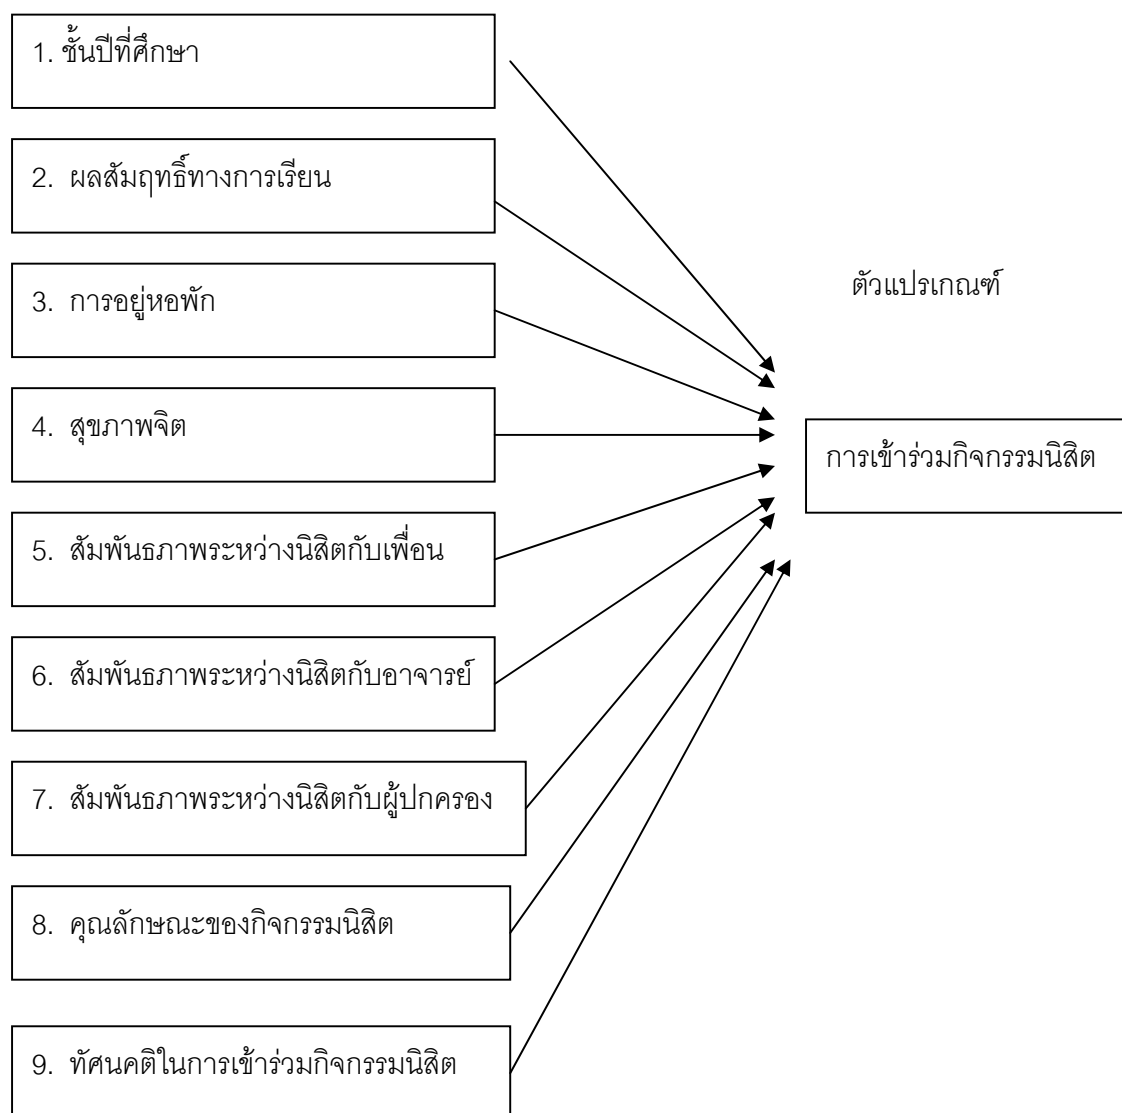 1. ชั้นปีที่ศึกษา
2. ผลสัมฤทธิ์ทางการเรียน
3. การอยู่หอพัก
ตัวแปรเกณฑ์
4. สุขภาพจิต
การเข้าร่วมกิจกรรมนิสิต
5. สัมพันธภาพระหว่างนิสิตกับเพื่อน
6. สัมพันธภาพระหว่างนิสิตกับอาจารย์
7. สัมพันธภาพระหว่างนิสิตกับผู้ปกครอง
8. คุณลักษณะของกิจกรรมนิสิต
9. ทัศนคติในการเข้าร่วมกิจกรรมนิสิต